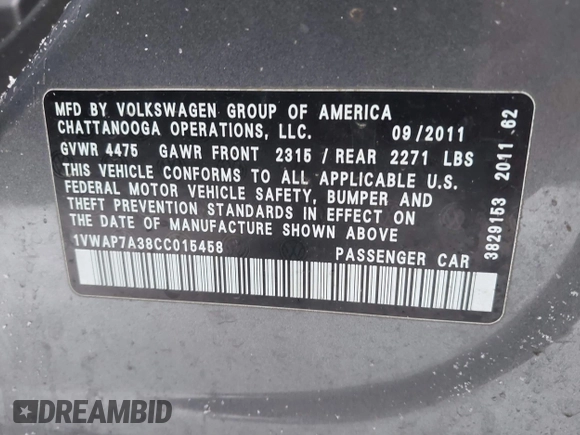 MFD BY VOLKSWAGEN GROUP OF AMERICA
CHATTANOOGA OPERATIONS, LLC. 09/2011
GVWR 4475 GAWR FRONT 2315/REAR 2271 LBS
THIS VEHICLE CONFORMS TO ALL APPLICABLE U.S.
FEDERAL MOTOR VEHICLE SAFETY, BUMPER AND
THEFT PREVENTION STANDARDS IN EFFECT ON
THE DATE OF MANUFACTURE SHOWN ABOVE
1VWAP7A38CC015458 PASSENGER CAR
3829153 2011 62
DREAMBID